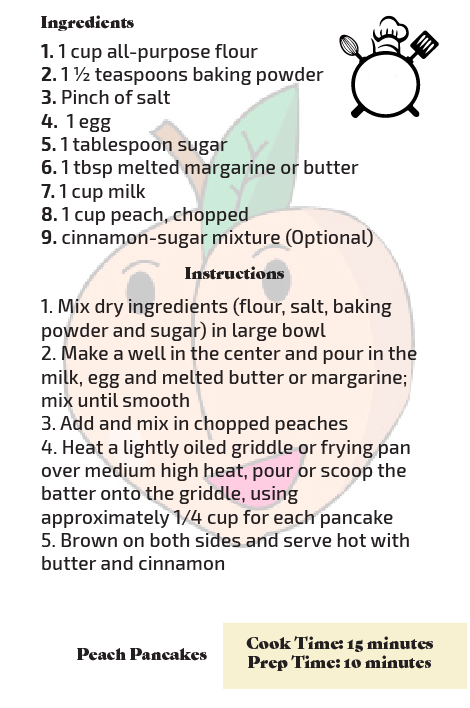 Ingredients
1. 1 cup all-purpose flour
2. 1 ½ teaspoons baking powder
3. Pinch of salt
4. 1 egg
5. 1 tablespoon sugar
6. 1 tbsp melted margarine or butter
7. 1 cup milk
8. 1 cup peach, chopped
9. cinnamon-sugar mixture (Optional)
Instructions
1. Mix dry ingredients (flour, salt, baking
powder and sugar) in large bowl
2. Make a well in the center and pour in the
milk, egg and melted butter or margarine;
mix until smooth
3. Add and mix in chopped peaches
4. Heat a lightly oiled griddle or frying pan
over medium high heat, pour or scoop the
batter onto the griddle, using
approximately 1/4 cup for each pancake
5. Brown on both sides and serve hot with
butter and cinnamon
Peach Pancakes
Cook Time: 15 minutes
Prep Time: 10 minutes